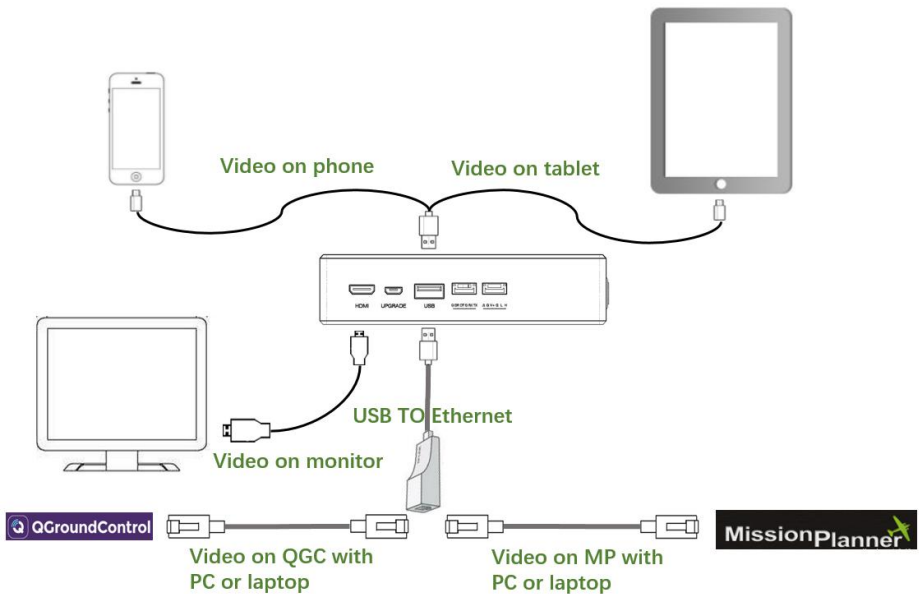 Video on phone
Video on tablet
HDMI
UPGRADE
USB
USB TO Ethernet
Video on monitor
QGroundControl
MissionPlanner
Video on QGC with
PC or laptop
Video on MP with
PC or laptop